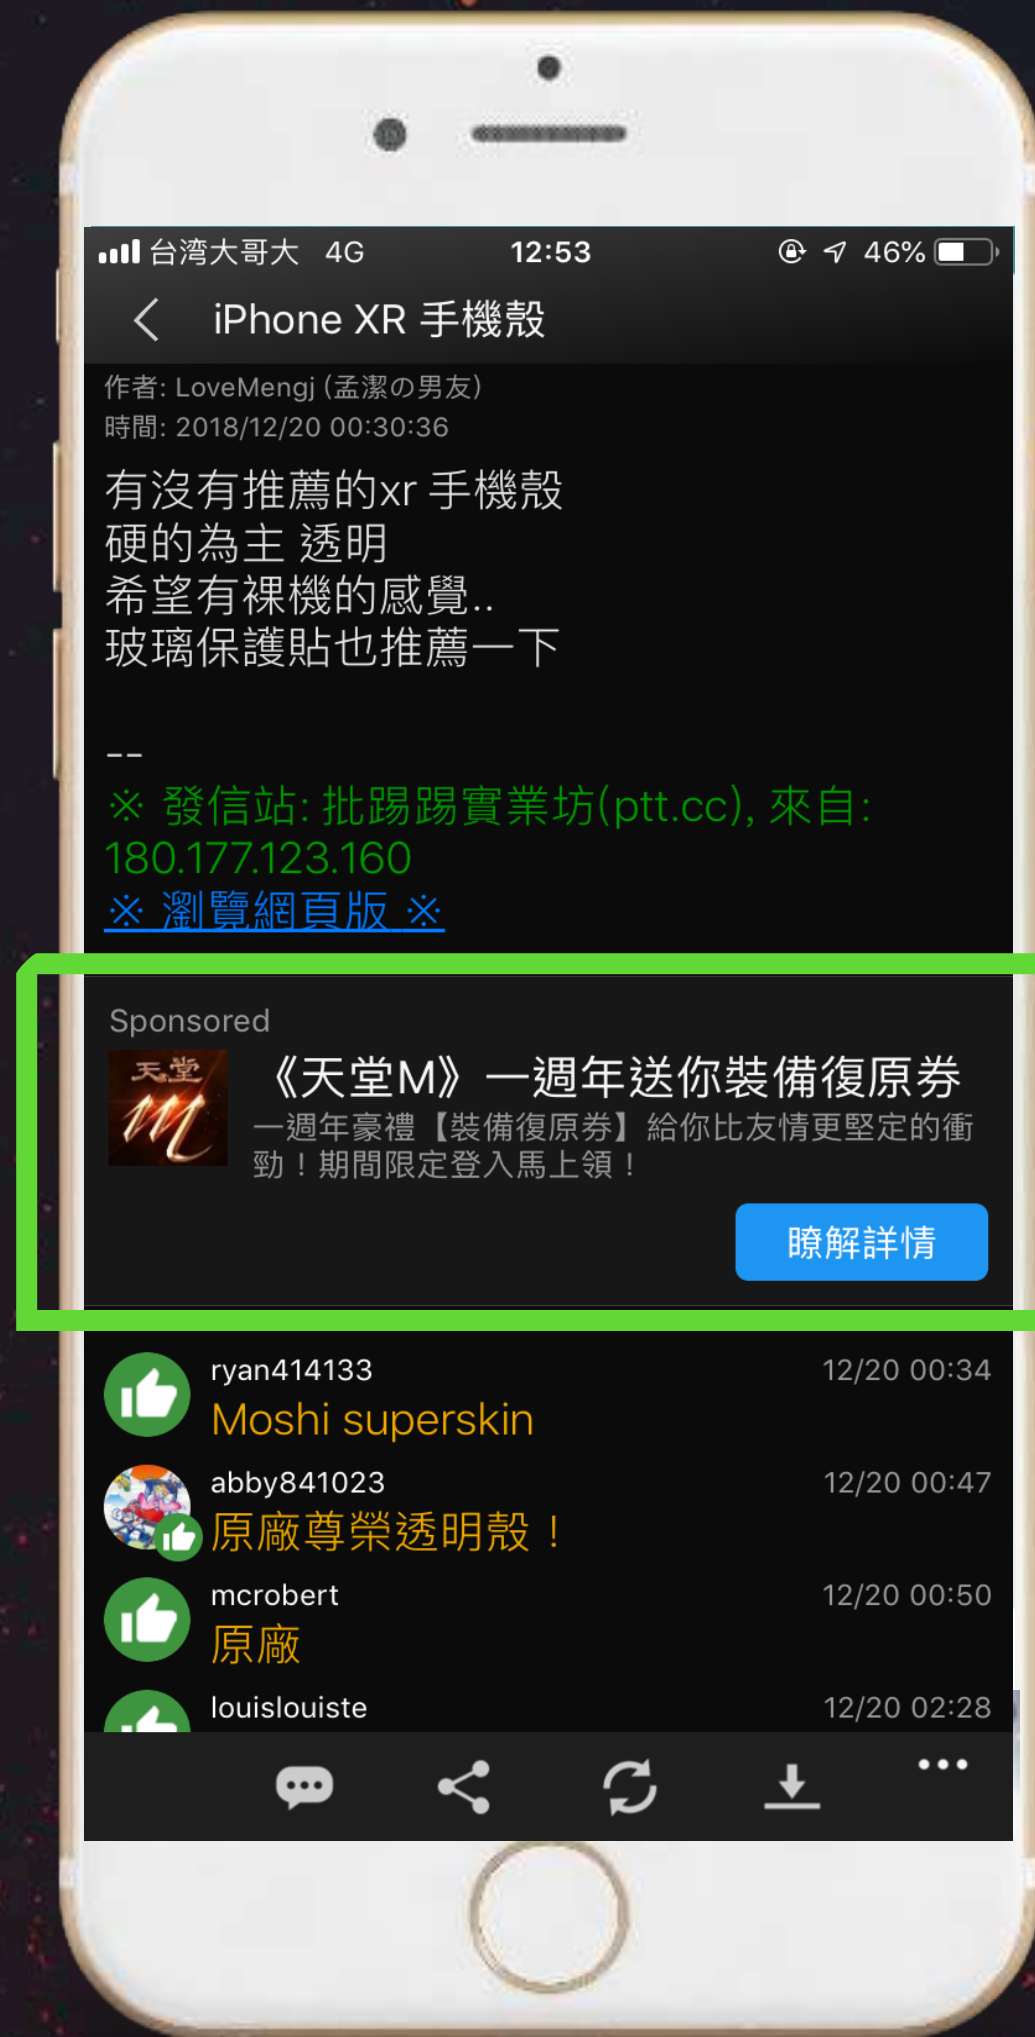 台湾大哥大 4G 12:53 46%
iPhone XR 手機殼
作者: LoveMengj (孟潔の男友)
時間: 2018/12/20 00:30:36
有沒有推薦的xr 手機殼
硬的為主 透明
希望有裸機的感覺..
玻璃保護貼也推薦一下
--
※ 發信站: 批踢踢實業坊(ptt.cc), 來自:
180.177.123.160
※ 瀏覽網頁版 ※
Sponsored
天堂
M
《天堂M》一週年送你裝備復原券
一週年豪禮【裝備復原券】給你比友情更堅定的衝
勁！期間限定登入馬上領！
瞭解詳情
ryan414133 12/20 00:34
Moshi superskin
abby841023 12/20 00:47
原廠尊榮透明殼！
mcrobert 12/20 00:50
原廠
louislouiste 12/20 02:28